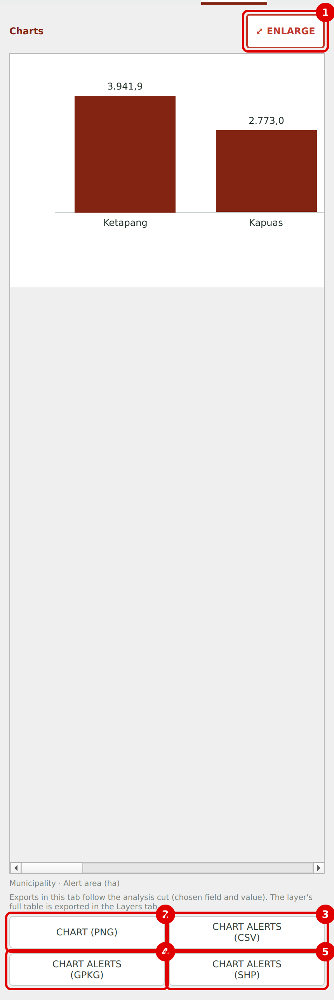 1
Charts
⤢ ENLARGE
3.941,9
2.773,0
Ketapang
Kapuas
Municipality · Alert area (ha)
Exports in this tab follow the analysis cut (chosen field and value). The layer's
full table is exported in the Layers tab.
2
3
CHART (PNG)
CHART ALERTS
(CSV)
4
5
CHART ALERTS
(GPKG)
CHART ALERTS
(SHP)